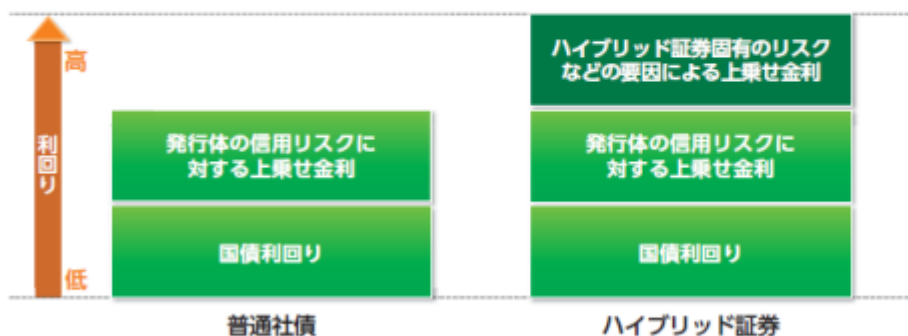 高
利回り
低
発行体の信用リスクに
対する上乗せ金利
国債利回り
普通社債
ハイブリッド証券固有のリスク
などの要因による上乗せ金利
発行体の信用リスクに
対する上乗せ金利
国債利回り
ハイブリッド証券